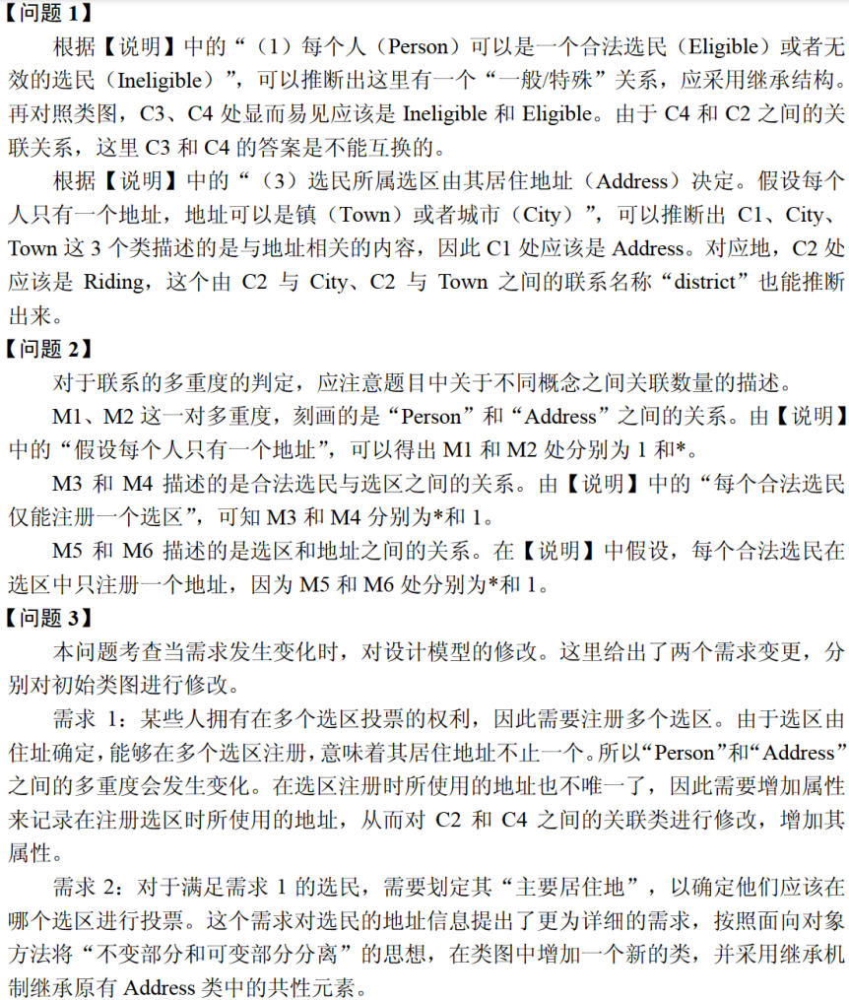 【问题 1】
根据【说明】中的“（1）每个人（Person）可以是一个合法选民（Eligible）或者无
效的选民（Ineligible）”，可以推断出这里有一个“一般/特殊”关系，应采用继承结构。
再对照类图，C3、C4 处显而易见应该是 Ineligible 和 Eligible。由于 C4 和 C2 之间的关
联关系，这里 C3 和 C4 的答案是不能互换的。
根据【说明】中的“（3）选民所属选区由其居住地址（Address）决定。假设每个
人只有一个地址，地址可以是镇（Town）或者城市（City）”，可以推断出 C1、City、
Town 这 3 个类描述的是与地址相关的内容，因此 C1 处应该是 Address。对应地，C2 处
应该是 Riding，这个由 C2 与 City、C2 与 Town 之间的联系名称“district”也能推断
出来。
【问题 2】
对于联系的多重度的判定，应注意题目中关于不同概念之间关联数量的描述。
M1、M2 这一对多重度，刻画的是“Person”和“Address”之间的关系。由【说明】
中的“假设每个人只有一个地址”，可以得出 M1 和 M2 处分别为 1 和*。
M3 和 M4 描述的是合法选民与选区之间的关系。由【说明】中的“每个合法选民
仅能注册一个选区”，可知 M3 和 M4 分别为*和 1。
M5 和 M6 描述的是选区和地址之间的关系。在【说明】中假设，每个合法选民在
选区中只注册一个地址，因为 M5 和 M6 处分别为*和 1。
【问题 3】
本问题考查当需求发生变化时，对设计模型的修改。这里给出了两个需求变更，分
别对初始类图进行修改。
需求 1：某些人拥有在多个选区投票的权利，因此需要注册多个选区。由于选区由
住址确定，能够在多个选区注册，意味着其居住地址不止一个。所以“Person”和“Address”
之间的多重度会发生变化。在选区注册时所使用的地址也不唯一了，因此需要增加属性
来记录在注册选区时所使用的地址，从而对 C2 和 C4 之间的关联类进行修改，增加其
属性。
需求 2：对于满足需求 1 的选民，需要划定其“主要居住地”，以确定他们应该在
哪个选区进行投票。这个需求对选民的地址信息提出了更为详细的需求，按照面向对象
方法将“不变部分和可变部分分离”的思想，在类图中增加一个新的类，并采用继承机
制继承原有 Address 类中的共性元素。